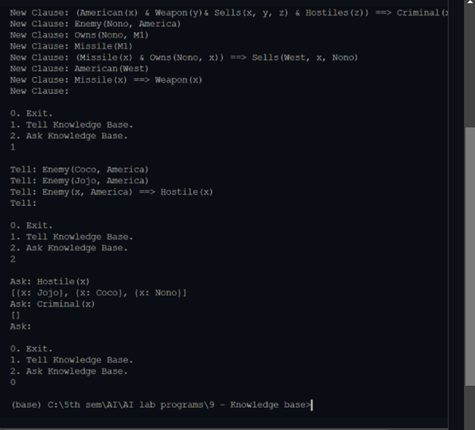 New Clause: (American(x) & Weapon(y)& Sells(x, y, z) & Hostiles(z)) ==> Criminal(x
New Clause: Enemy(Nono, America)
New Clause: Owns(Nono, M1)
New Clause: Missile(M1)
New Clause: (Missile(x) & Owns(Nono, x)) ==> Sells(West, x, Nono)
New Clause: American(West)
New Clause: Missile(x) ==> Weapon(x)
New Clause:
0. Exit.
1. Tell Knowledge Base.
2. Ask Knowledge Base.
1
Tell: Enemy(Coco, America)
Tell: Enemy(Jojo, America)
Tell: Enemy(x, America) ==> Hostile(x)
Tell:
0. Exit.
1. Tell Knowledge Base.
2. Ask Knowledge Base.
2
Ask: Hostile(x)
[{x: Jojo}, {x: Coco}, {x: Nono}]
Ask: Criminal(x)
[]
Ask:
0. Exit.
1. Tell Knowledge Base.
2. Ask Knowledge Base.
0
(base) C:\5th sem\AI\AI lab programs\9 - Knowledge base>